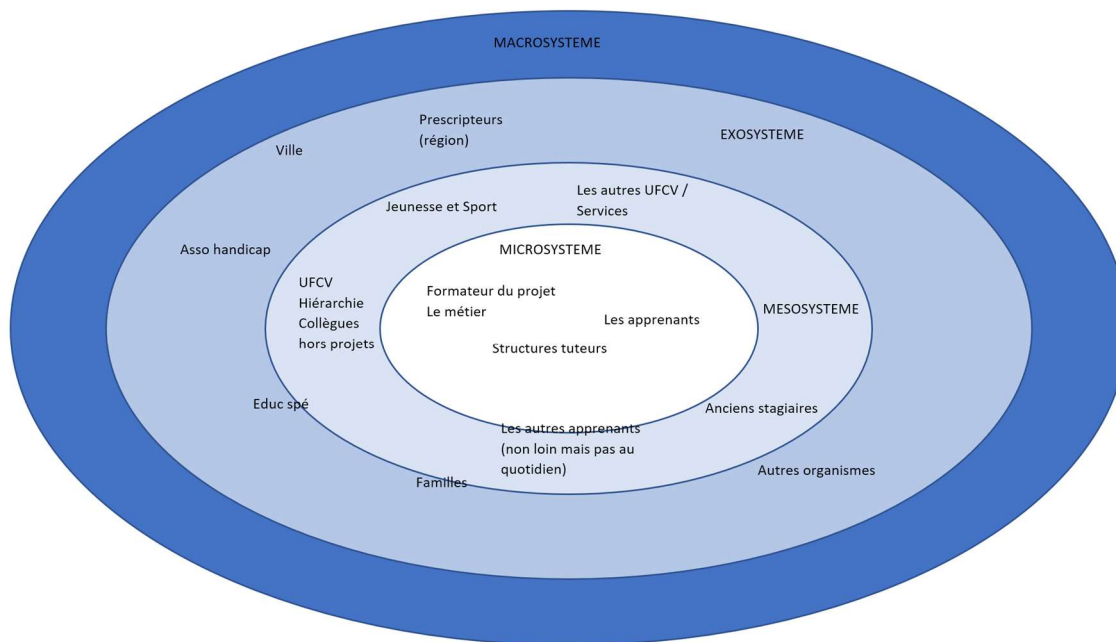 MACROSYSTEME
Prescripteurs
(région)
EXOSYSTEME
Ville
Les autres UFCV /
Services
Jeunesse et Sport
Asso handicap
MICROSYSTEME
UFCV
Hiérarchie
Collègues
hors projets
Formateur du projet
Le métier
Les apprenants
MESOSYSTEME
Structures tuteurs
Educ spé
Anciens stagiaires
Les autres apprenants
(non loin mais pas au
quotidien)
Autres organismes
Familles